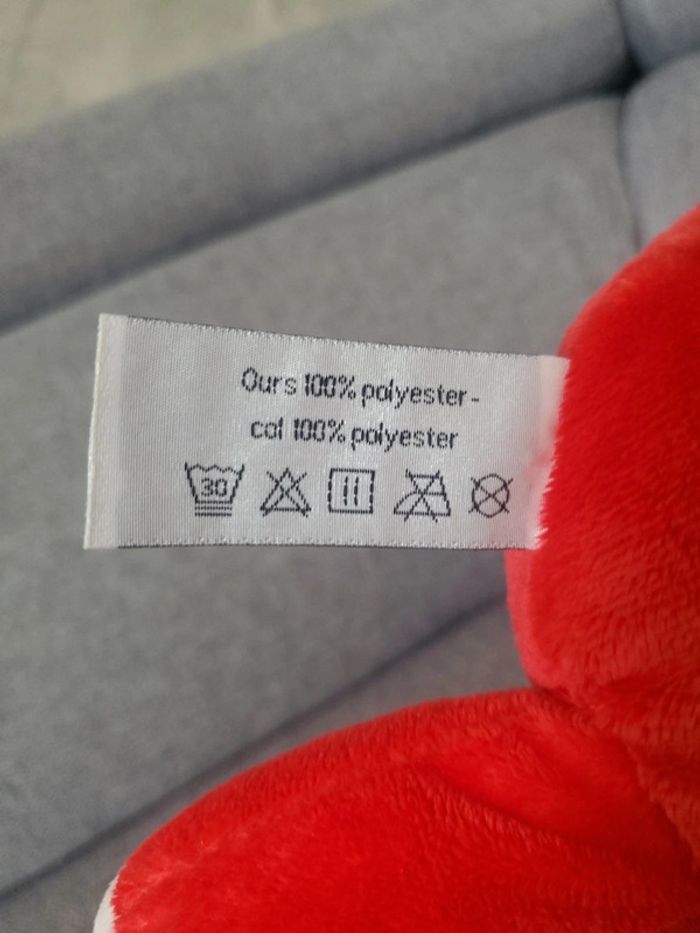 Ours 100% polyester -
col 100% polyester
30